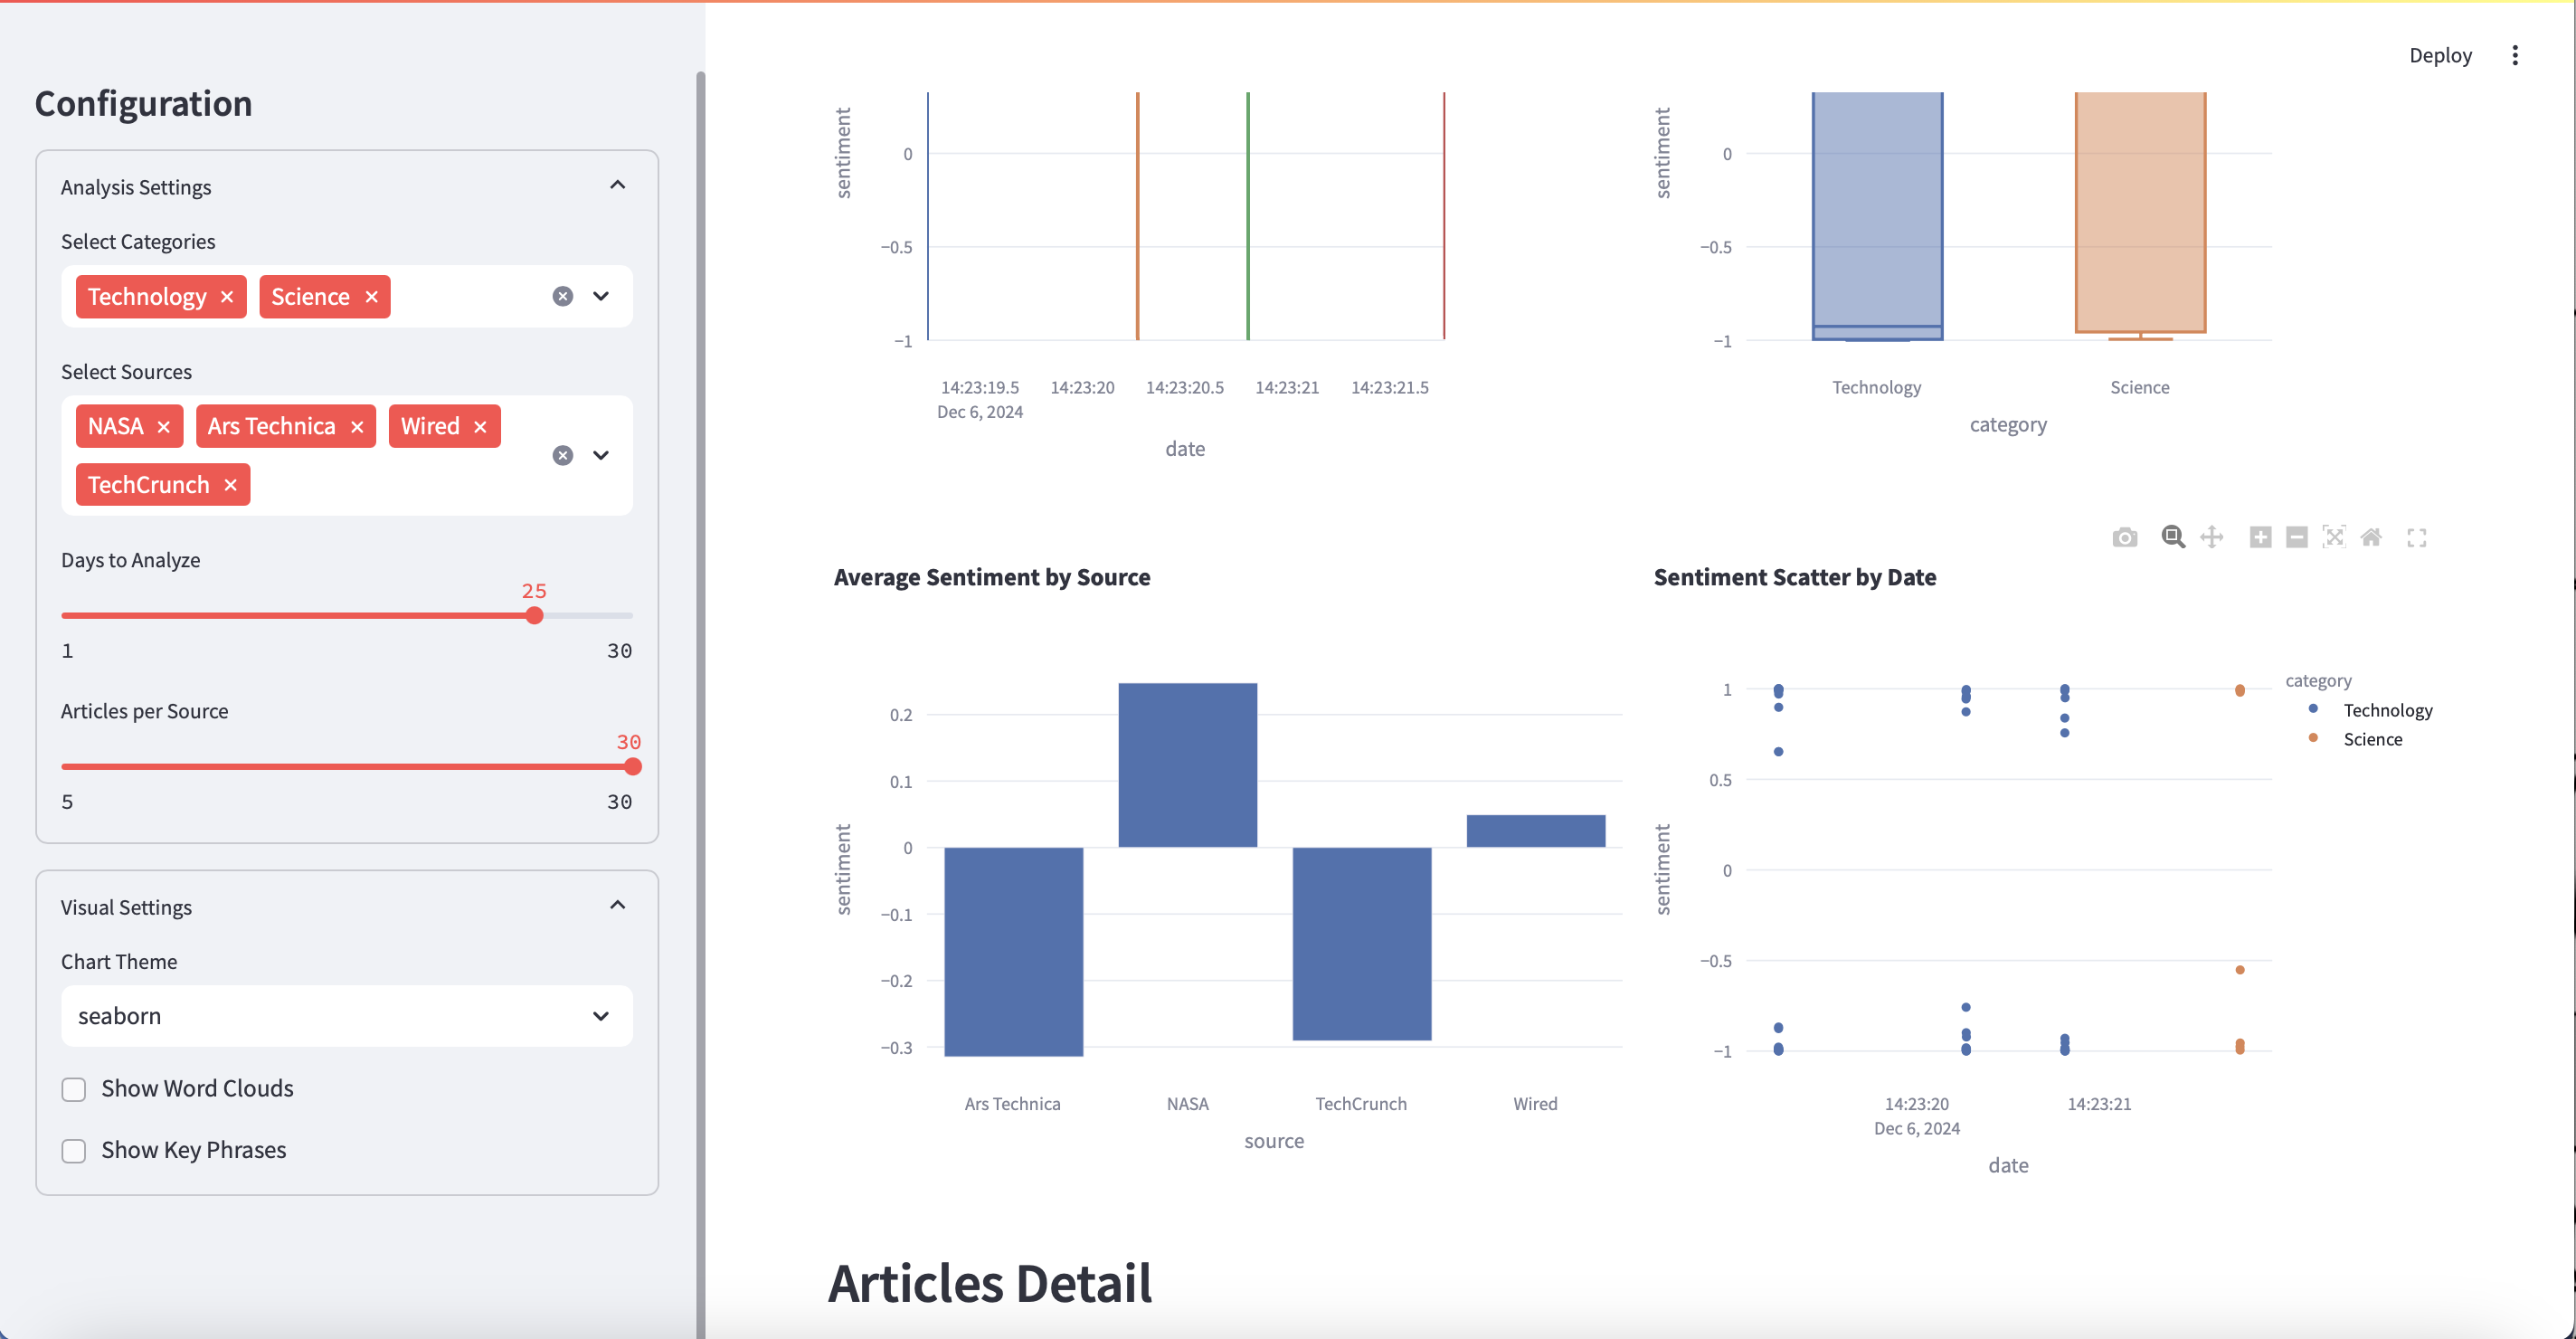 Deploy
Configuration
Analysis Settings
Select Categories
Technology
Science
Select Sources
NASA
Ars Technica
Wired
TechCrunch
Days to Analyze
25
1
30
Articles per Source
30
5
30
Visual Settings
Chart Theme
seaborn
Show Word Clouds
Show Key Phrases
sentiment
0
−0.5
−1
14:23:19.5
Dec 6, 2024
14:23:20
14:23:20.5
14:23:21
14:23:21.5
date
sentiment
0
−0.5
−1
Technology
Science
category
Average Sentiment by Source
sentiment
0.2
0.1
0
−0.1
−0.2
−0.3
Ars Technica
NASA
TechCrunch
Wired
source
Sentiment Scatter by Date
sentiment
1
0.5
0
−0.5
−1
14:23:20
Dec 6, 2024
14:23:21
date
category
Technology
Science
Articles Detail